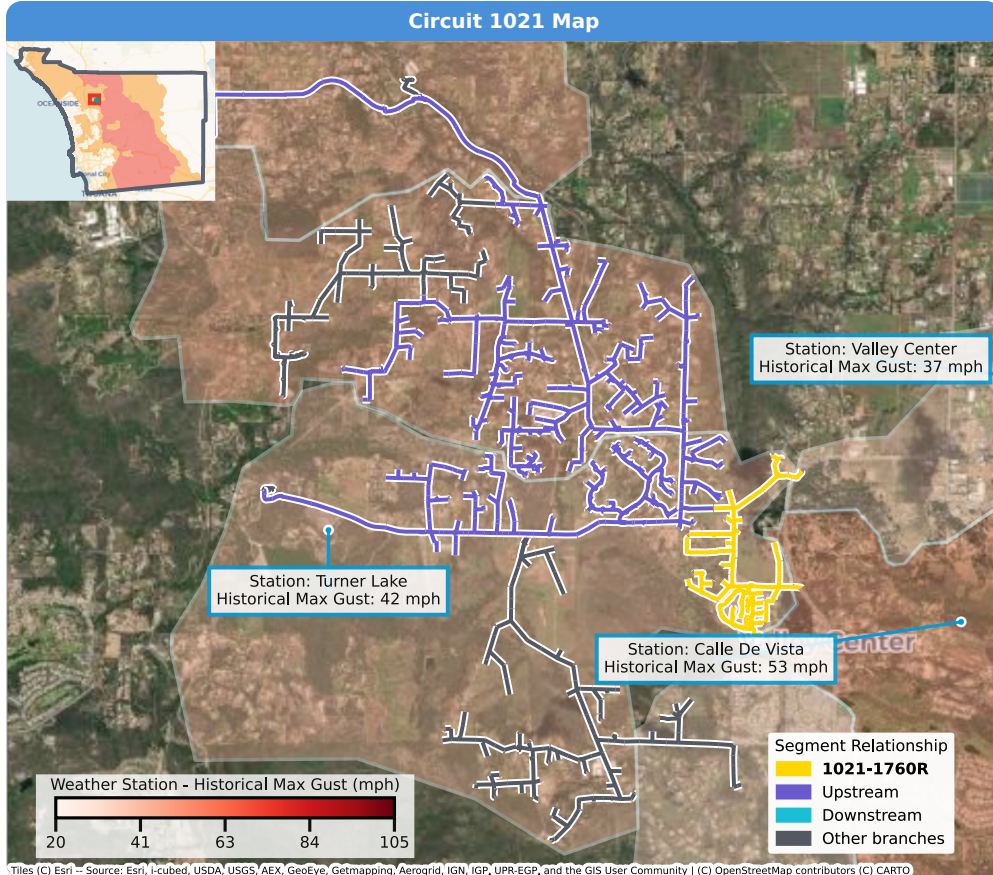 Circuit 1021 Map
OCEANSIDE
Station: Valley Center
Historical Max Gust: 37 mph
Station: Turner Lake
Historical Max Gust: 42 mph
Station: Calle De Vista
Historical Max Gust: 53 mph
Center
Segment Relationship
1021-1760R
Upstream
Downstream
Other branches
Weather Station - Historical Max Gust (mph)
20 41 63 84 105
Tiles (C) Esri -- Source: Esri, i-cubed, USDA, USGS, AEX, GeoEye, Getmapping, Aerogrid, IGN, IGP, UPR-EGP, and the GIS User Community | (C) OpenStreetMap contributors (C) CARTO